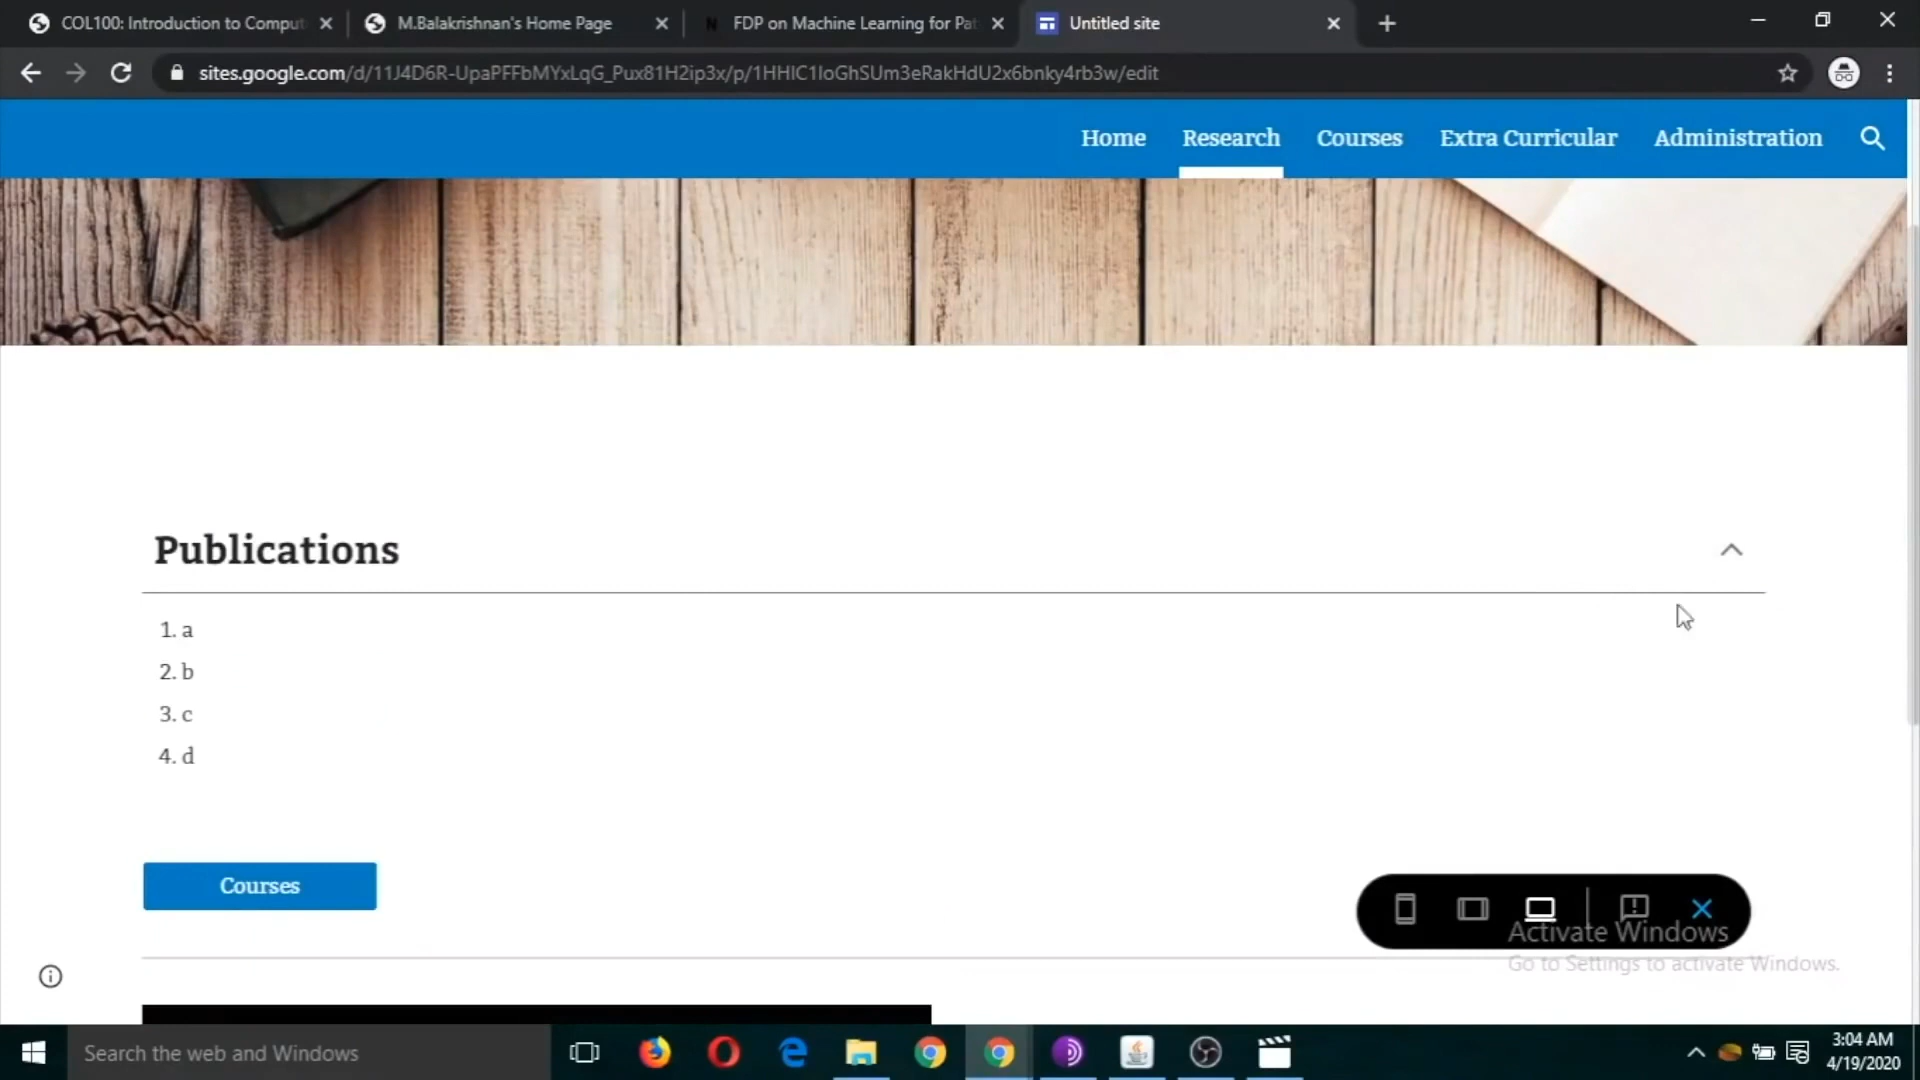 COL100: Introduction to Comput
M.Balakrishnan's Home Page
FDP on Machine Learning for Pat
Untitled site
sites.google.com/d/11J4D6R-UpaPFFbMYxLqG_Pux81H2ip3x/p/1HHIC1IoGhSUm3eRakHdU2x6bnky4rb3w/edit
Home Research Courses Extra Curricular Administration
Publications
1. a
2. b
3. c
4. d
Courses
Activate Windows
Go to Settings to activate Windows.
Search the web and Windows
3:04 AM
4/19/2020